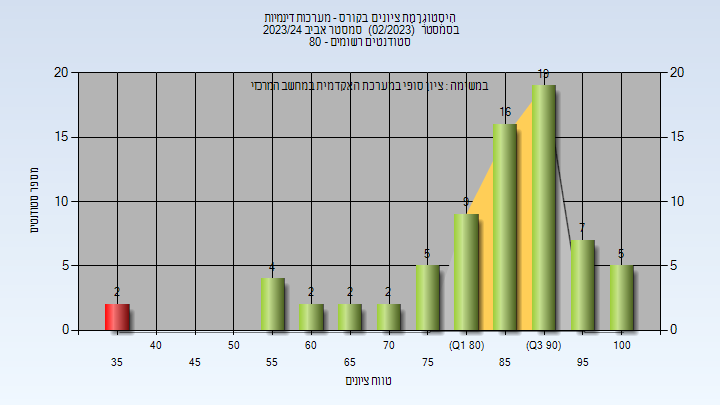 היסטוגרמת ציונים בקורס - מערכות דינמיות
בסמסטר (02/2023) סמסטר אביב 2023/24
סטודנטים רשומים - 80
במשימה : ציון סופי במערכת האקדמית במחשב המרכזי
מספר סטודנטים
20 20
15 15
10 10
5 5
0 0
2 4 2 2 2 5 9 16 19 7 5
40 50 60 70 (Q1 80) (Q3 90) 100
35 45 55 65 75 85 95
טווח ציונים